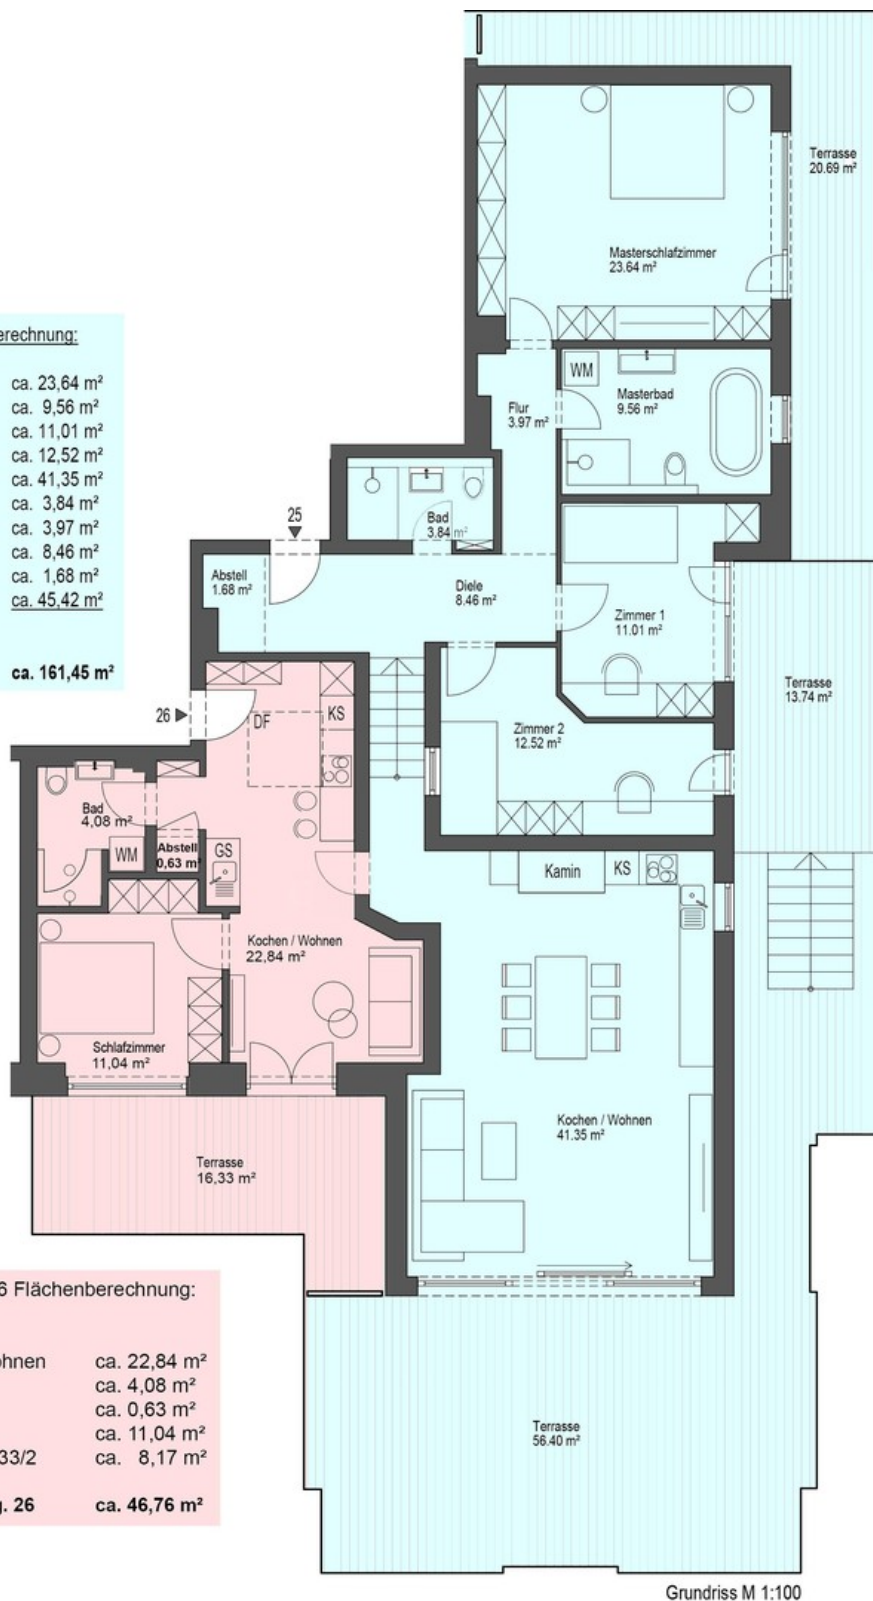 Terrasse
20.69 m²
Masterschlafzimmer
23.64 m²
WM
Masterbad
9.56 m²
Flur
3.97 m²
erechnung:
ca. 23,64 m²
ca. 9,56 m²
ca. 11,01 m²
ca. 12,52 m²
ca. 41,35 m²
ca. 3,84 m²
ca. 3,97 m²
ca. 8,46 m²
ca. 1,68 m²
ca. 45,42 m²
ca. 161,45 m²
25
Bad
3.84 m²
Abstell
1.68 m²
Diele
8.46 m²
Zimmer 1
11.01 m²
Terrasse
13.74 m²
26
DF
KS
Zimmer 2
12.52 m²
Bad
4,08 m²
WM
Abstell
0,63 m²
GS
Kamin
KS
Kochen / Wohnen
22,84 m²
Schlafzimmer
11,04 m²
Kochen / Wohnen
41.35 m²
Terrasse
16,33 m²
6 Flächenberechnung:
ohnen ca. 22,84 m²
ca. 4,08 m²
ca. 0,63 m²
ca. 11,04 m²
33/2 ca. 8,17 m²
g. 26 ca. 46,76 m²
Terrasse
56.40 m²
Grundriss M 1:100